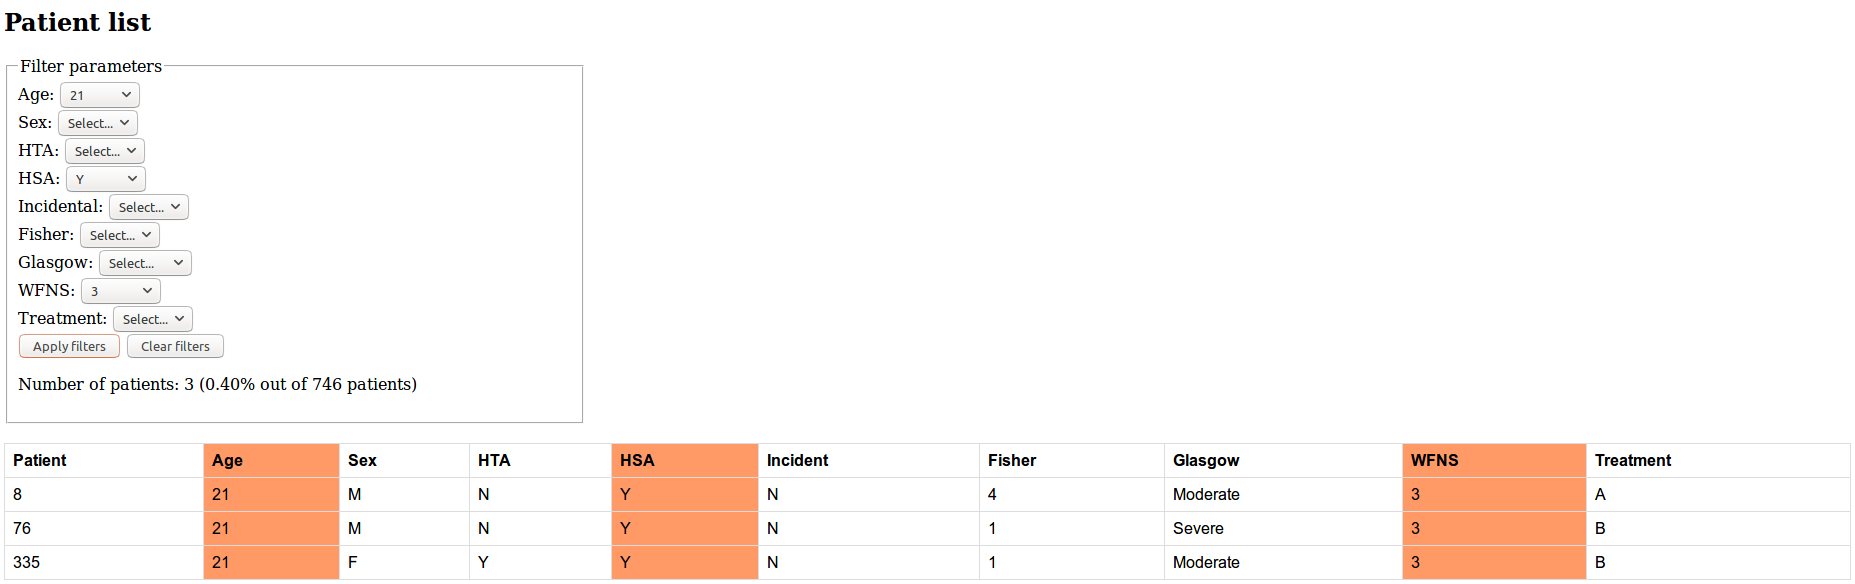 Patient list
Filter parameters
Age: 21
Sex: Select...
HTA: Select...
HSA: Y
Incidental: Select...
Fisher: Select...
Glasgow: Select...
WFNS: 3
Treatment: Select...
Apply filters Clear filters
Number of patients: 3 (0.40% out of 746 patients)
Patient Age Sex HTA HSA Incident Fisher Glasgow WFNS Treatment
8 21 M N Y N 4 Moderate 3 A
76 21 M N Y N 1 Severe 3 B
335 21 F Y Y N 1 Moderate 3 B